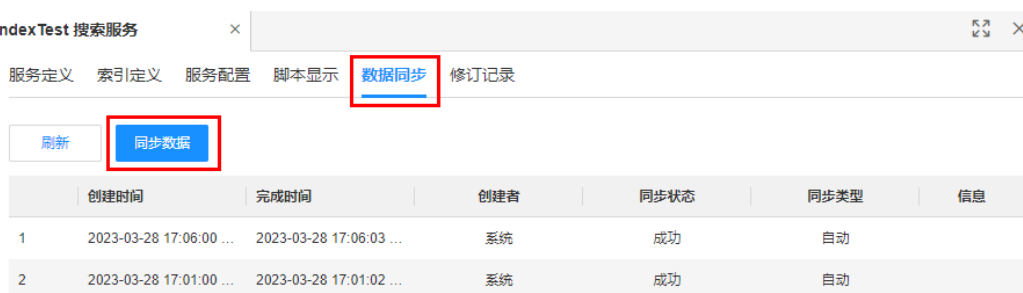 ndexTest 搜索服务 ×
服务定义 索引定义 服务配置 脚本显示 数据同步 修订记录
刷新 同步数据
创建时间 完成时间 创建者 同步状态 同步类型 信息
1 2023-03-28 17:06:00 ... 2023-03-28 17:06:03 ... 系统 成功 自动
2 2023-03-28 17:01:00 ... 2023-03-28 17:01:02 ... 系统 成功 自动